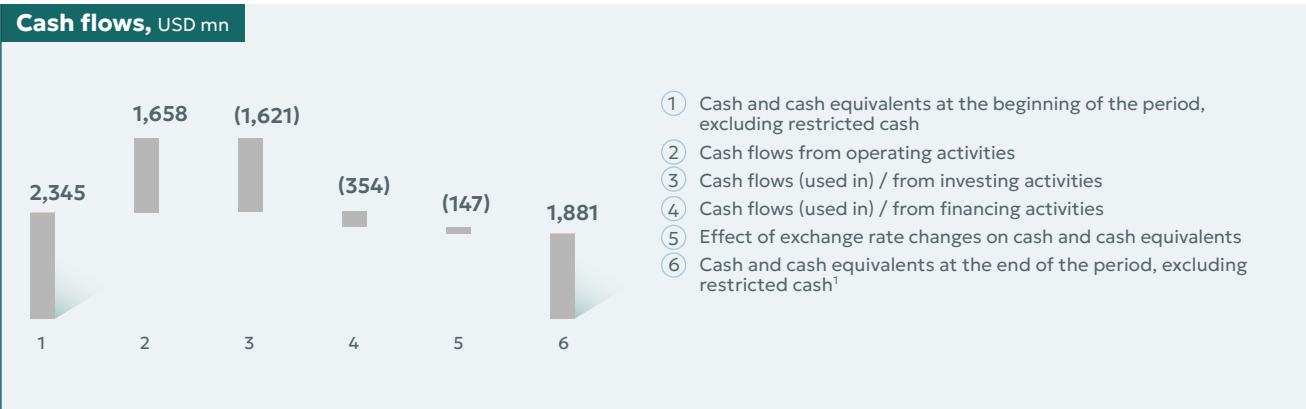 Cash flows, USD mn
2,345
1,658
(1,621)
(354)
(147)
1,881
1
2
3
4
5
6
1 Cash and cash equivalents at the beginning of the period,
excluding restricted cash
2 Cash flows from operating activities
3 Cash flows (used in) / from investing activities
4 Cash flows (used in) / from financing activities
5 Effect of exchange rate changes on cash and cash equivalents
6 Cash and cash equivalents at the end of the period, excluding
restricted cash¹